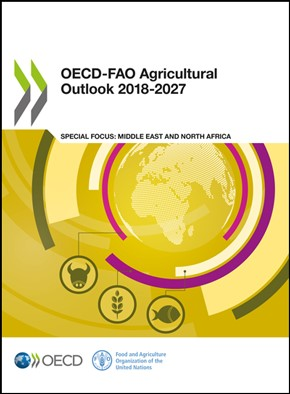 OECD-FAO Agricultural
Outlook 2018-2027
SPECIAL FOCUS: MIDDLE EAST AND NORTH AFRICA
OECD
Food and Agriculture
Organization of the
United Nations